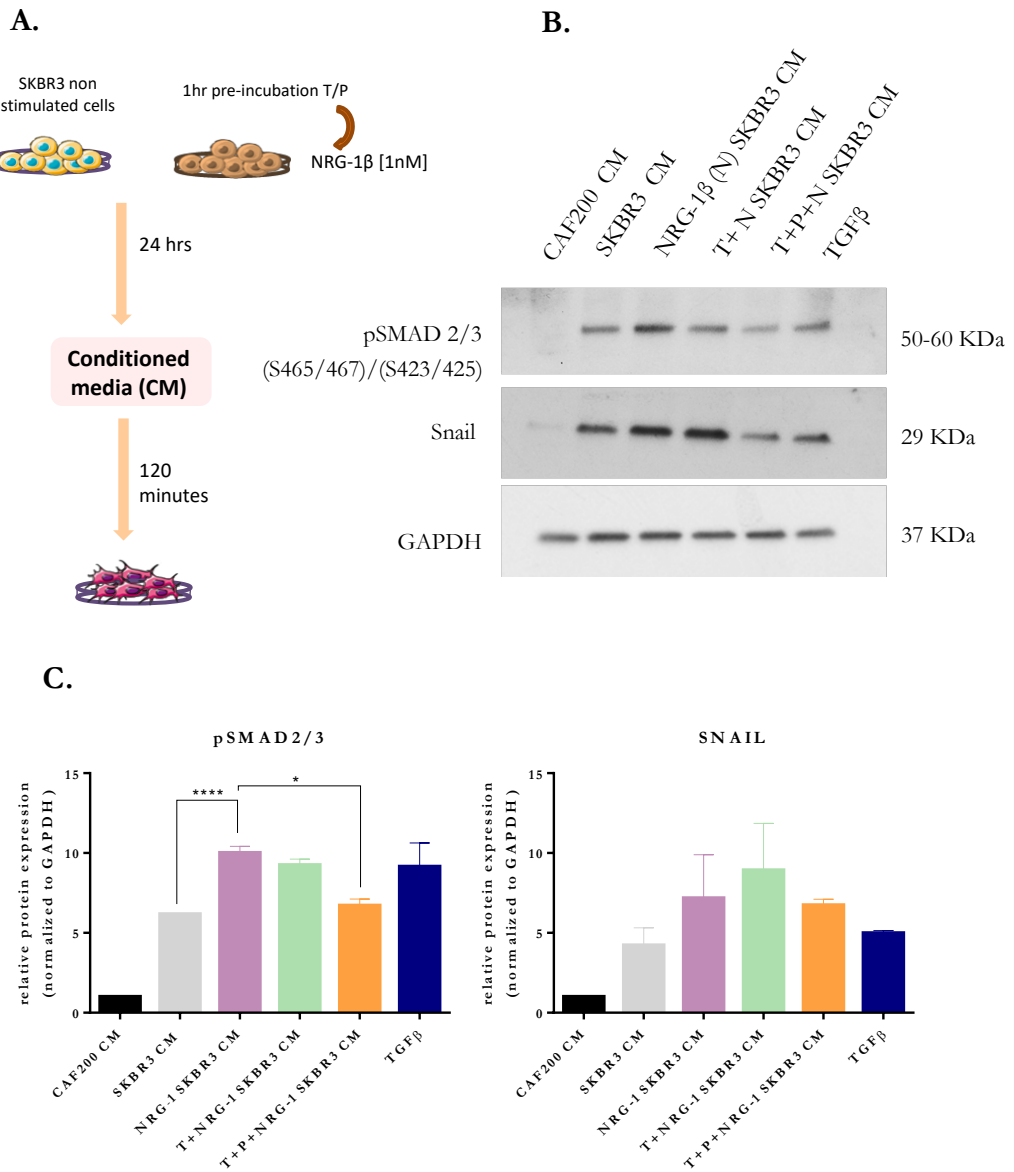 A.
SKBR3 non
stimulated cells
1hr pre-incubation T/P
NRG-1β [1nM]
24 hrs
Conditioned
media (CM)
120
minutes
B.
CAF200 CM
SKBR3 CM
NRG-1β (N) SKBR3 CM
T+ N SKBR3 CM
T+P+N SKBR3 CM
TGFβ
pSMAD 2/3
(S465/467)/(S423/425)
50-60 KDa
Snail
29 KDa
GAPDH
37 KDa
C.
pSMAD2/3
relative protein expression
(normalized to GAPDH)
15
10
5
0
****
*
CAF200 CM
SKBR3 CM
NRG-1 SKBR3 CM
T+NRG-1 SKBR3 CM
T+P+NRG-1 SKBR3 CM
TGFβ
SNAIL
relative protein expression
(normalized to GAPDH)
15
10
5
0
CAF200 CM
SKBR3 CM
NRG-1 SKBR3 CM
T+NRG-1 SKBR3 CM
T+P+NRG-1 SKBR3 CM
TGFβ